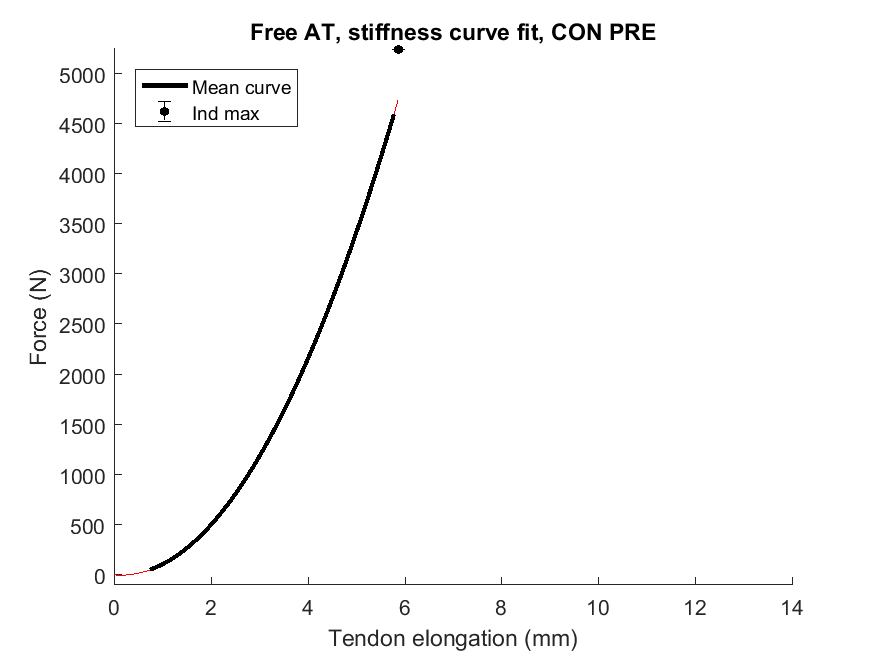 Free AT, stiffness curve fit, CON PRE
Mean curve
Ind max
5000
4500
4000
3500
3000
2500
2000
1500
1000
500
0
Force (N)
0 2 4 6 8 10 12 14
Tendon elongation (mm)